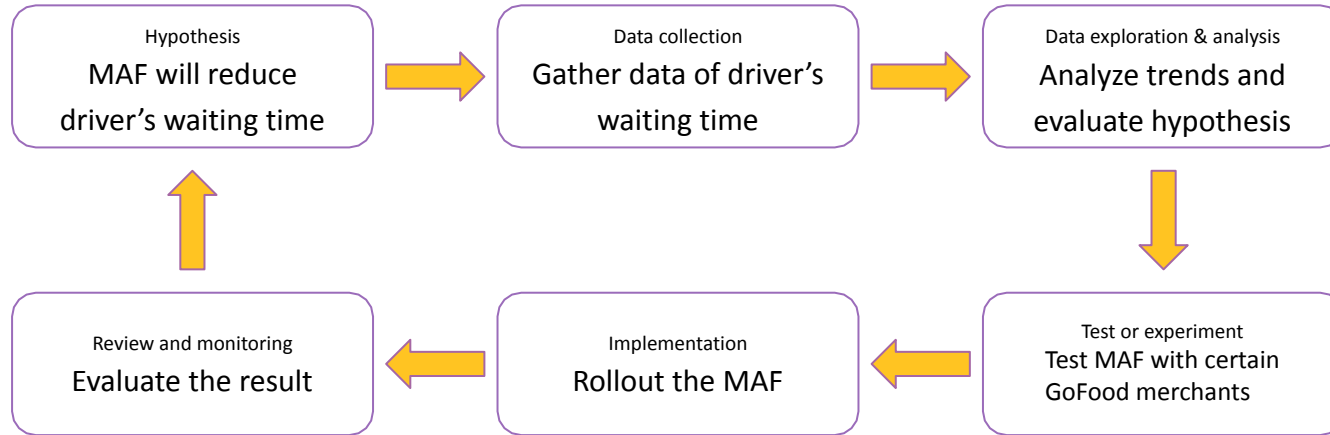 Hypothesis
MAF will reduce
driver’s waiting time
Data collection
Gather data of driver’s
waiting time
Data exploration & analysis
Analyze trends and
evaluate hypothesis
Test or experiment
Test MAF with certain
GoFood merchants
Implementation
Rollout the MAF
Review and monitoring
Evaluate the result